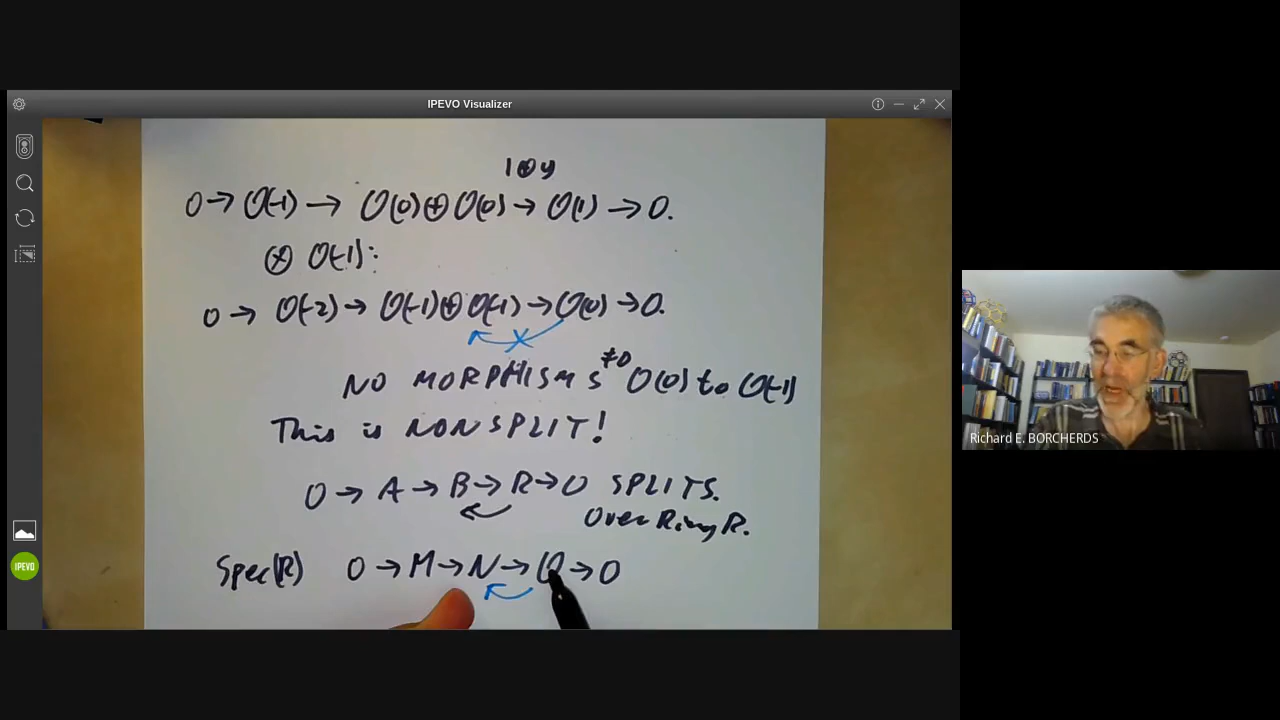 IPEVO Visualizer
1 ⊕ y
0 → O(-1) → O(0) ⊕ O(0) → O(1) → 0.
⊗ O(-1):
0 → O(-2) → O(-1) ⊕ O(-1) → O(0) → 0.
NO MORPHISMS ≠0 O(0) to O(-1)
This is NONSPLIT!
0 → A → B → R → 0 SPLITS.
Over Ring R.
Spec(R) 0 → M → N → O → 0
IPEVO
Richard E. BORCHERDS